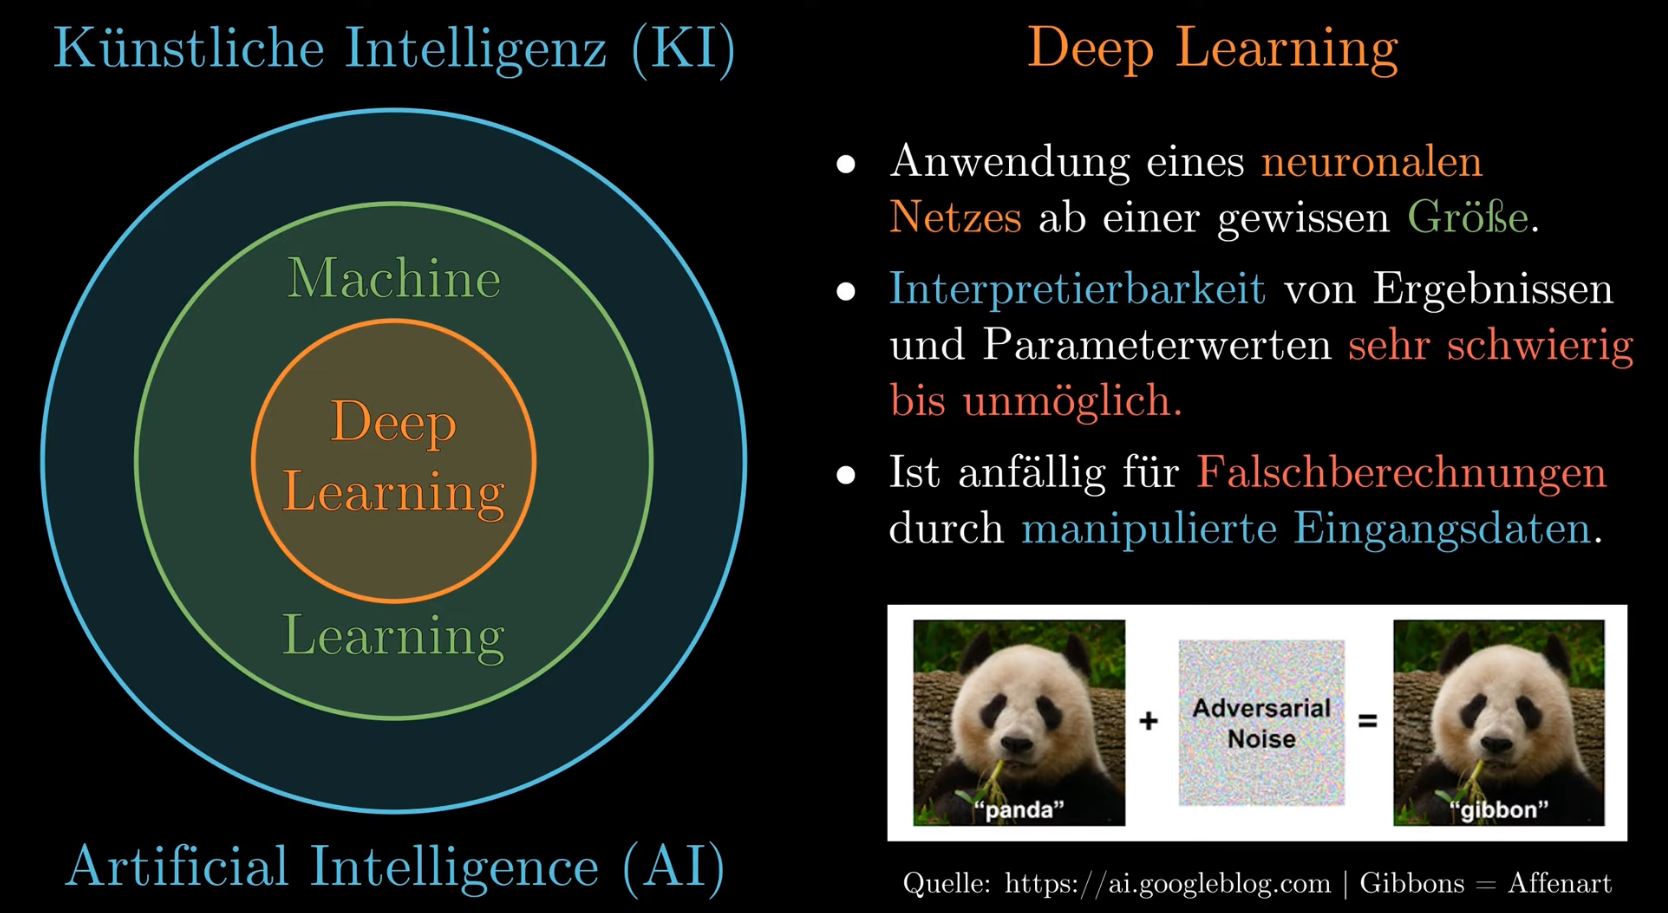 Künstliche Intelligenz (KI)
Machine
Deep
Learning
Learning
Artificial Intelligence (AI)
Deep Learning
• Anwendung eines neuronalen
Netzes ab einer gewissen Größe.
• Interpretierbarkeit von Ergebnissen
und Parameterwerten sehr schwierig
bis unmöglich.
• Ist anfällig für Falschberechnungen
durch manipulierte Eingangsdaten.
“panda”
+
Adversarial
Noise
=
“gibbon”
Quelle: https://ai.googleblog.com | Gibbons = Affenart